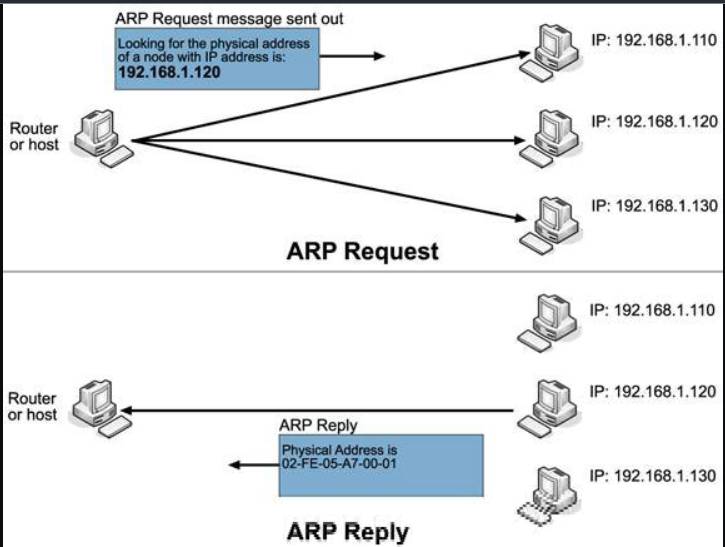 ARP Request message sent out
Looking for the physical address
of a node with IP address is:
192.168.1.120
IP: 192.168.1.110
Router
or host
IP: 192.168.1.120
IP: 192.168.1.130
ARP Request
IP: 192.168.1.110
Router
or host
IP: 192.168.1.120
ARP Reply
Physical Address is
02-FE-05-A7-00-01
IP: 192.168.1.130
ARP Reply